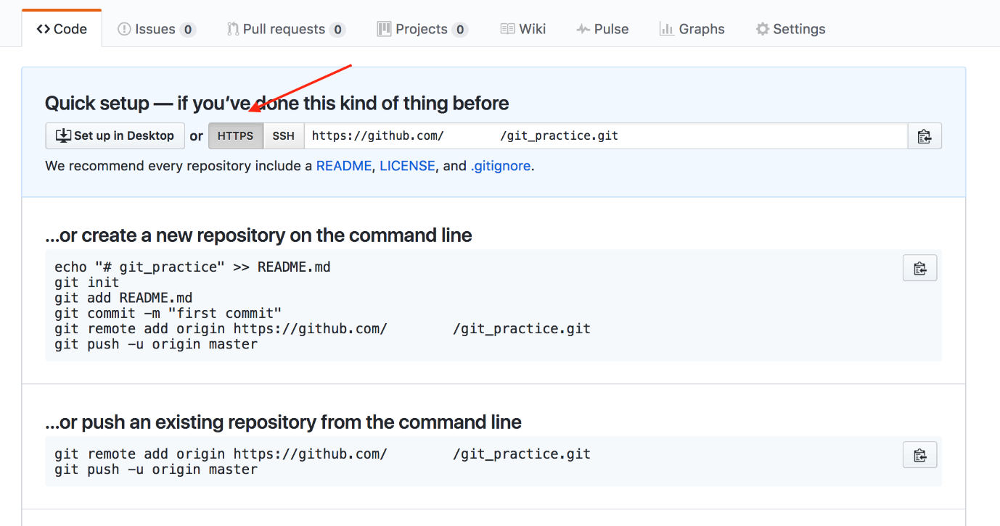 Code Issues 0 Pull requests 0 Projects 0 Wiki Pulse Graphs Settings
Quick setup — if you’ve done this kind of thing before
Set up in Desktop or HTTPS SSH https://github.com/ /git_practice.git
We recommend every repository include a README, LICENSE, and .gitignore.
…or create a new repository on the command line
echo "# git_practice" >> README.md
git init
git add README.md
git commit -m "first commit"
git remote add origin https://github.com/ /git_practice.git
git push -u origin master
…or push an existing repository from the command line
git remote add origin https://github.com/ /git_practice.git
git push -u origin master